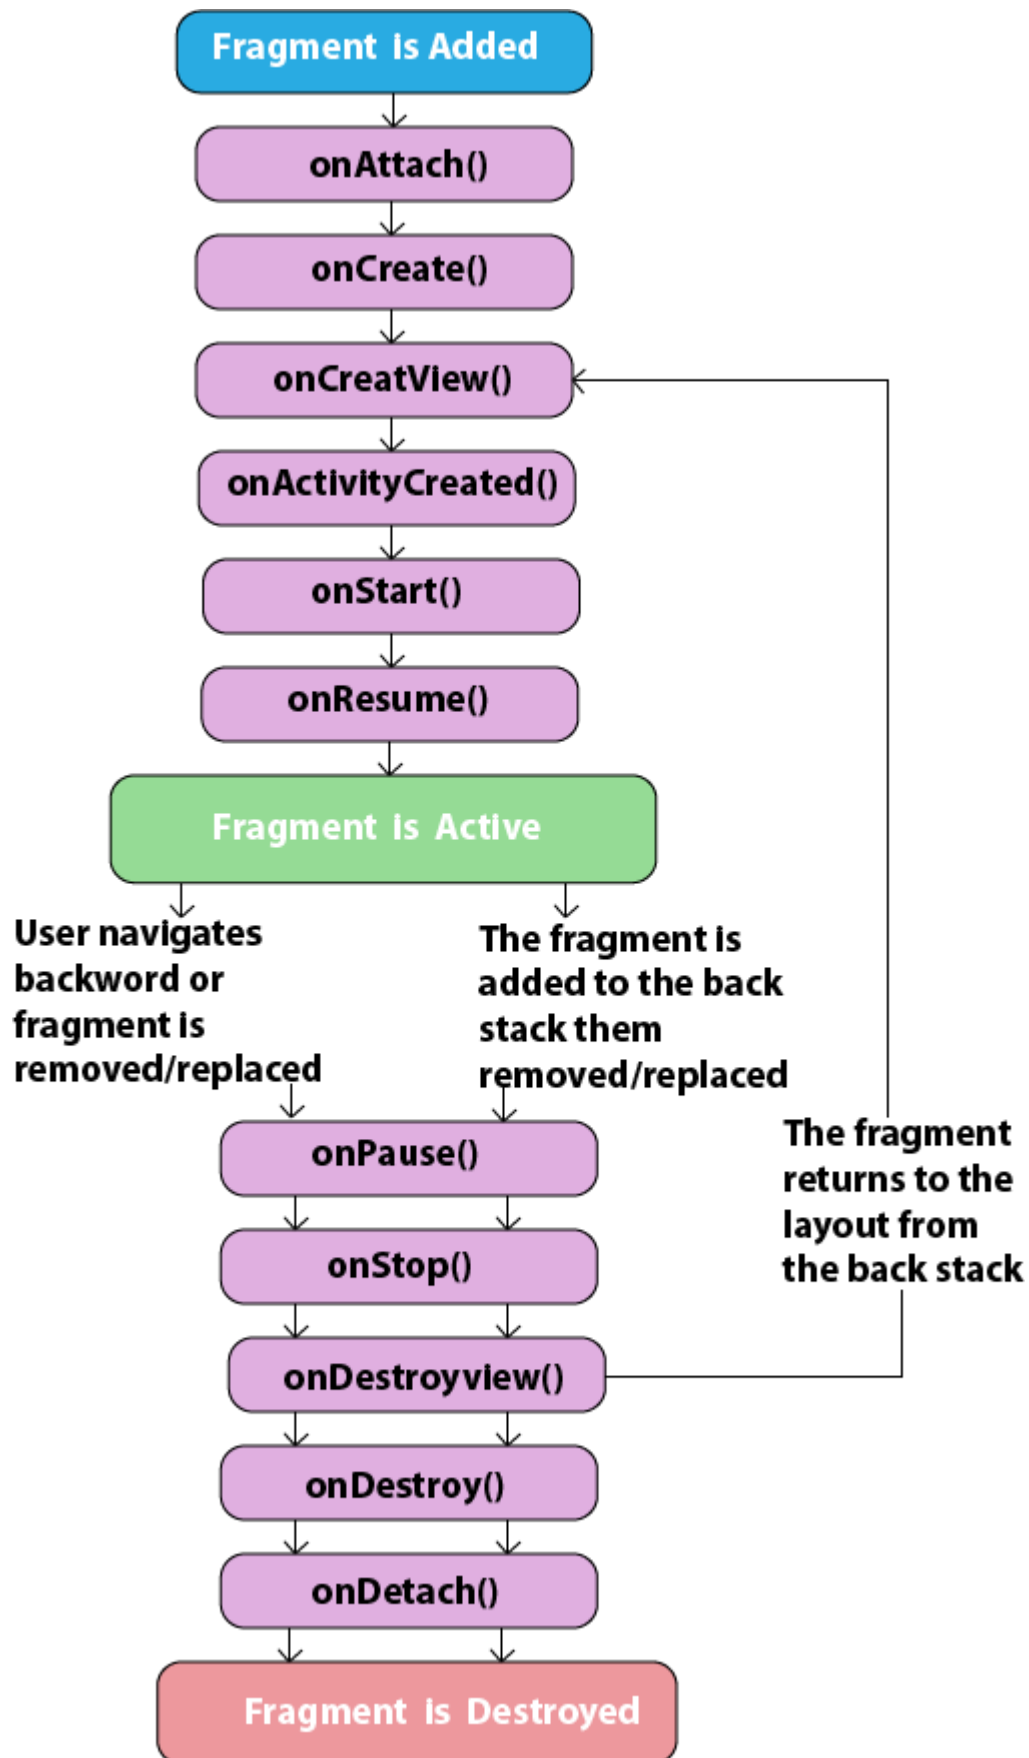 Fragment is Added
onAttach()
onCreate()
onCreatView()
onActivityCreated()
onStart()
onResume()
Fragment is Active
User navigates
backword or
fragment is
removed/replaced
The fragment is
added to the back
stack them
removed/replaced
The fragment
returns to the
layout from
the back stack
onPause()
onStop()
onDestroyview()
onDestroy()
onDetach()
Fragment is Destroyed